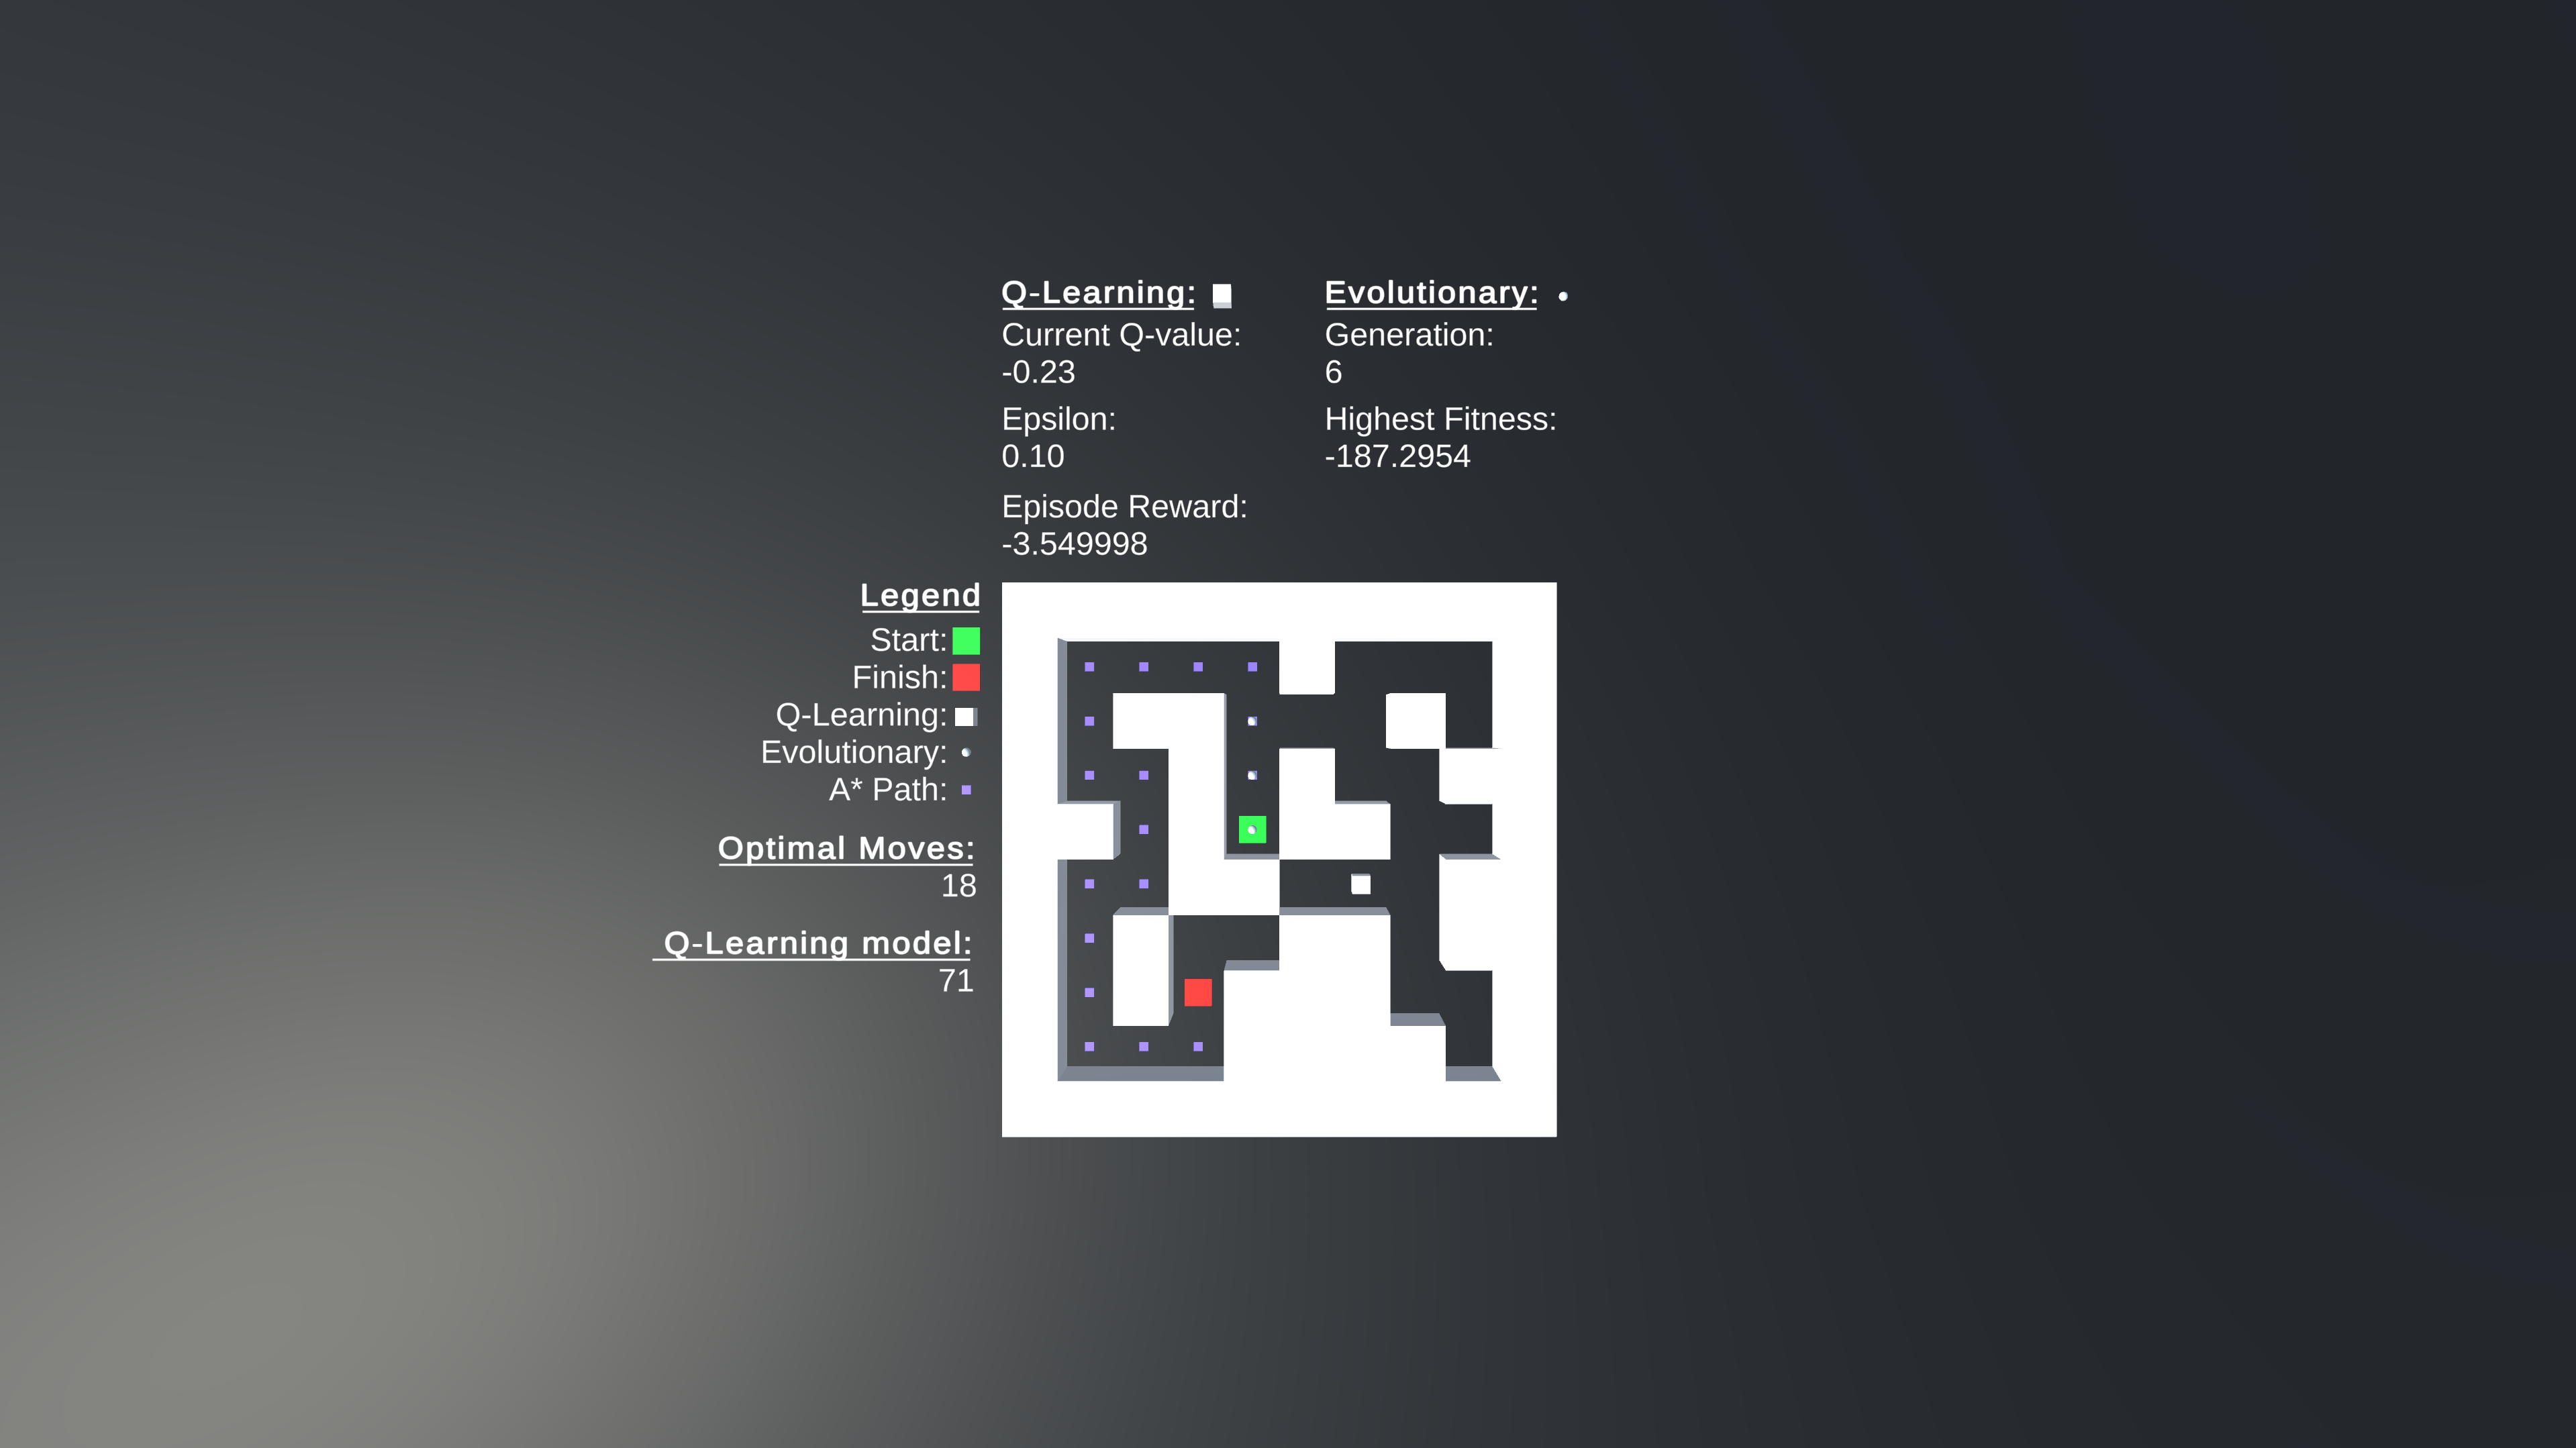 Q-Learning:
Current Q-value:
-0.23
Epsilon:
0.10
Episode Reward:
-3.549998
Evolutionary:
Generation:
6
Highest Fitness:
-187.2954
Legend
Start:
Finish:
Q-Learning:
Evolutionary:
A* Path:
Optimal Moves:
18
Q-Learning model:
71